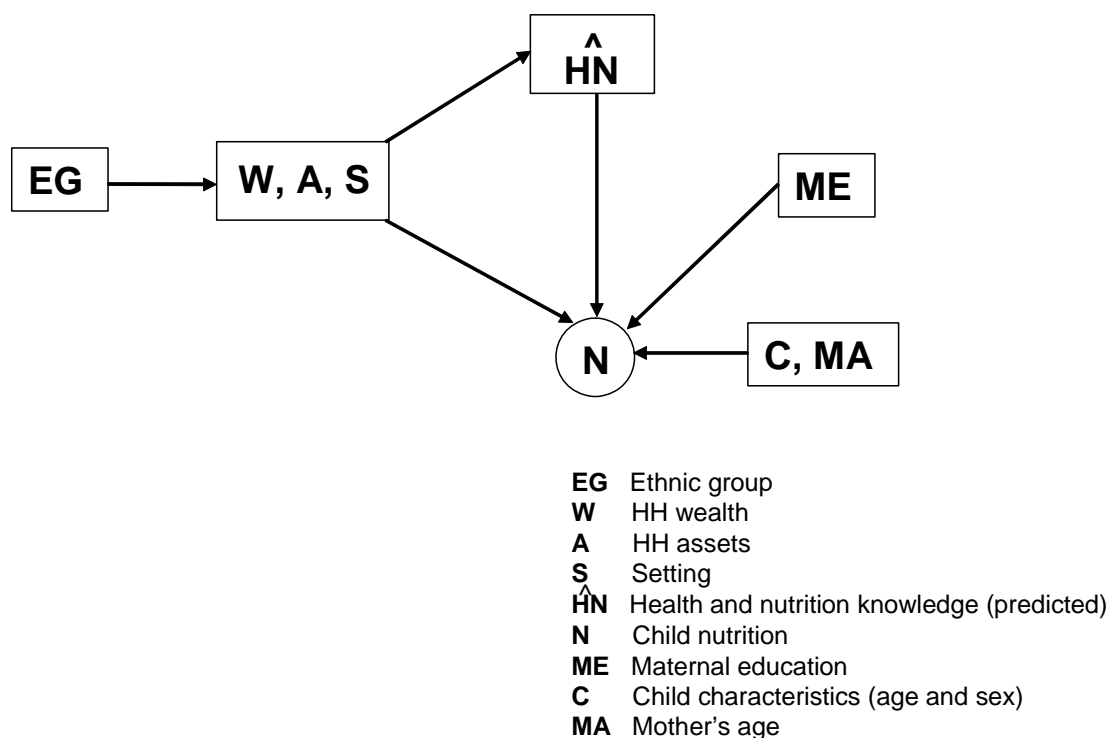 ^
HN
EG
W, A, S
ME
N
C, MA
EG Ethnic group
W HH wealth
A HH assets
S Setting
^
HN Health and nutrition knowledge (predicted)
N Child nutrition
ME Maternal education
C Child characteristics (age and sex)
MA Mother's age